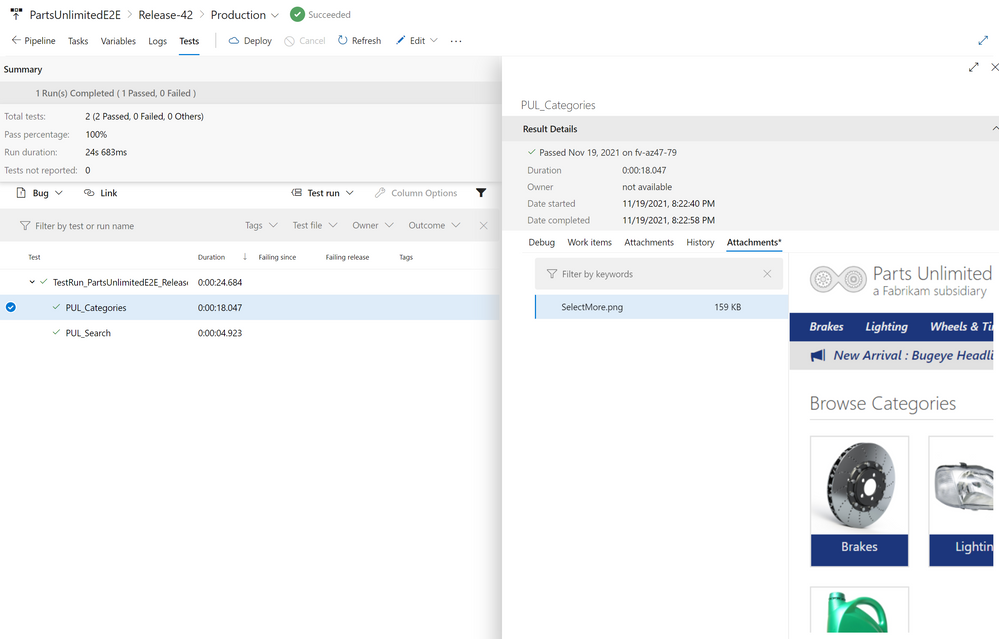 PartsUnlimitedE2E > Release-42 > Production Succeeded
Pipeline Tasks Variables Logs Tests Deploy Cancel Refresh Edit ...
Summary
1 Run(s) Completed ( 1 Passed, 0 Failed )
Total tests: 2 (2 Passed, 0 Failed, 0 Others)
Pass percentage: 100%
Run duration: 24s 683ms
Tests not reported: 0
Bug Link Test run Column Options
Filter by test or run name Tags Test file Owner Outcome
Test Duration Failing since Failing release Tags
TestRun_PartsUnlimitedE2E_Release 0:00:24.684
PUL_Categories 0:00:18.047
PUL_Search 0:00:04.923
PUL_Categories
Result Details
Passed Nov 19, 2021 on fv-az47-79
Duration 0:00:18.047
Owner not available
Date started 11/19/2021, 8:22:40 PM
Date completed 11/19/2021, 8:22:58 PM
Debug Work items Attachments History Attachments*
Filter by keywords
SelectMore.png 159 KB
Parts Unlimited
a Fabrikam subsidiary
Brakes Lighting Wheels & Ti
New Arrival : Bugeye Headli
Browse Categories
Brakes Lightin